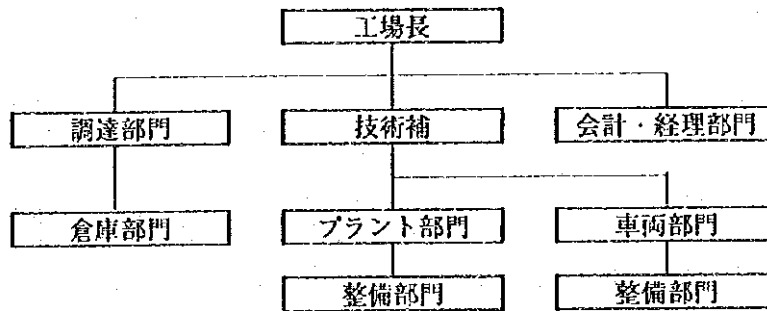 工場長
調達部門
技術補
会計・経理部門
倉庫部門
プラント部門
車両部門
整備部門
整備部門